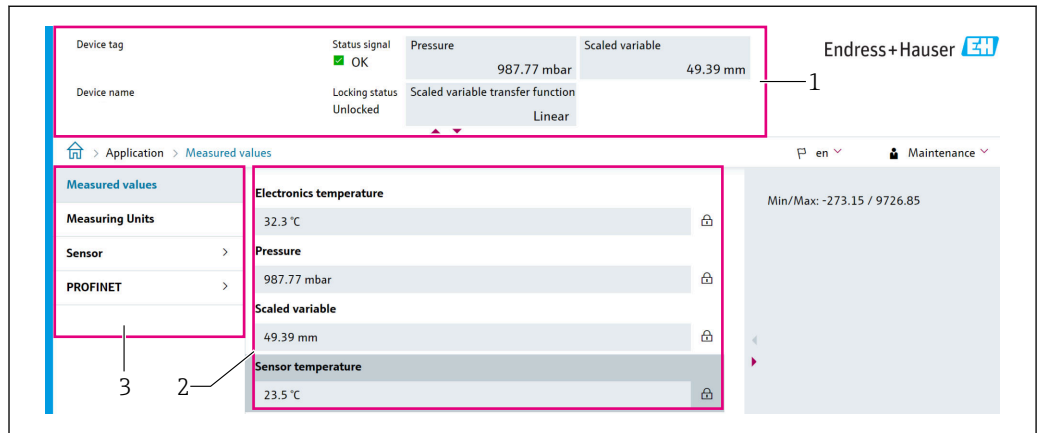 Device tag
Status signal
OK
Pressure
987.77 mbar
Scaled variable
49.39 mm
Endress+Hauser EH
1
Device name
Locking status
Unlocked
Scaled variable transfer function
Linear
> Application > Measured values
en
Maintenance
Measured values
Measuring Units
Sensor >
PROFINET >
3
Electronics temperature
32.3 °C
Pressure
987.77 mbar
Scaled variable
49.39 mm
Sensor temperature
23.5 °C
2
Min/Max: -273.15 / 9726.85